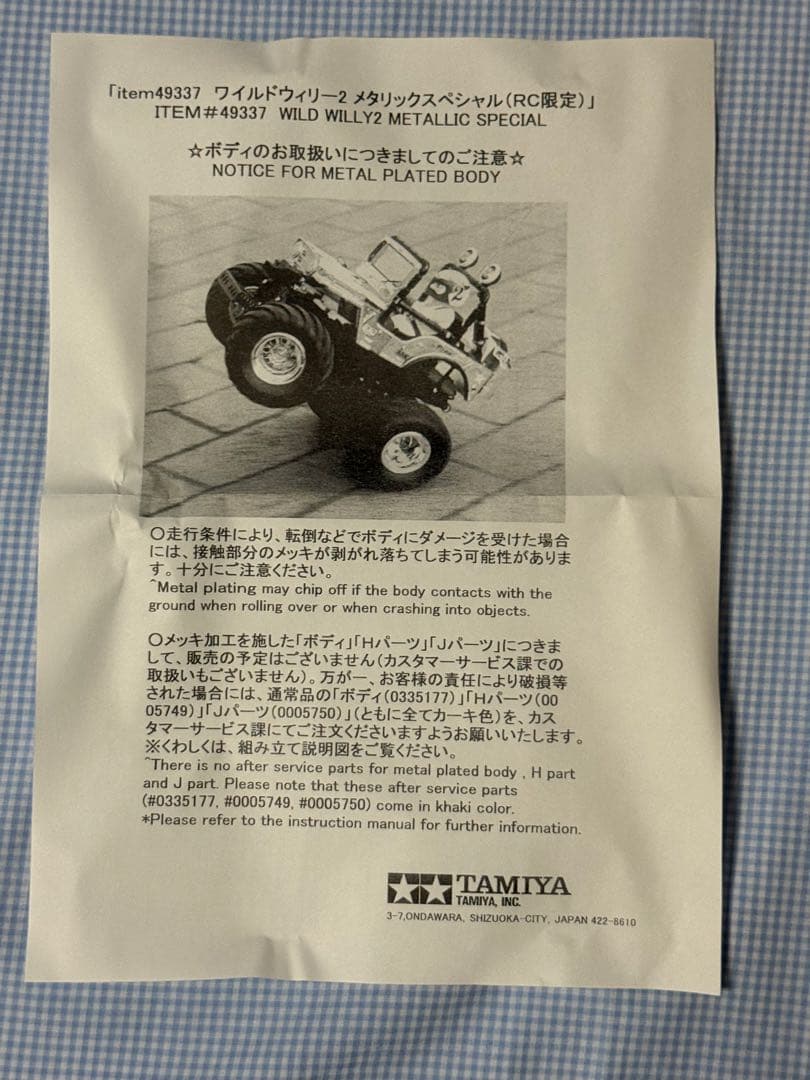 「item49337 ワイルドウィリー2 メタリックスペシャル(RC限定)」
ITEM#49337 WILD WILLY2 METALLIC SPECIAL
☆ボディのお取扱いにつきましてのご注意☆
NOTICE FOR METAL PLATED BODY
○走行条件により、転倒などでボディにダメージを受けた場合
には、接触部分のメッキが剥がれ落ちてしまう可能性がありま
す。十分にご注意ください。
^Metal plating may chip off if the body contacts with the
ground when rolling over or when crashing into objects.
○メッキ加工を施した「ボディ」「Hパーツ」「Jパーツ」につきま
して、販売の予定はございません(カスタマーサービス課での
取扱いもございません)。万が一、お客様の責任により破損等
された場合には、通常品の「ボディ(0335177)」「Hパーツ(00
05749)」「Jパーツ(0005750)」(ともに全てカーキ色)を、カス
タマーサービス課にてご注文くださいますようお願いいたします。
※くわしくは、組み立て説明図をご覧ください。
^There is no after service parts for metal plated body , H part
and J part. Please note that these after service parts
(#0335177, #0005749, #0005750) come in khaki color.
*Please refer to the instruction manual for further information.
TAMIYA
TAMIYA, INC.
3-7,ONDAWARA, SHIZUOKA-CITY, JAPAN 422-8610